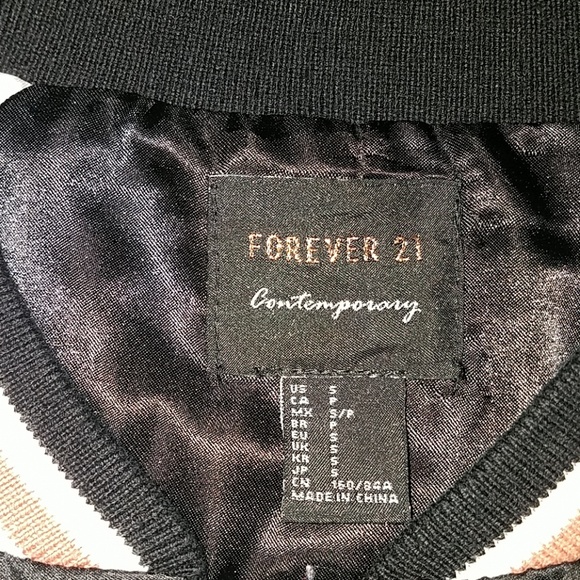 FOREVER 21
Contemporary
US S
CA P
MX S/P
BR P
EU S
UK S
KR S
JP S
CN 160/84A
MADE IN CHINA